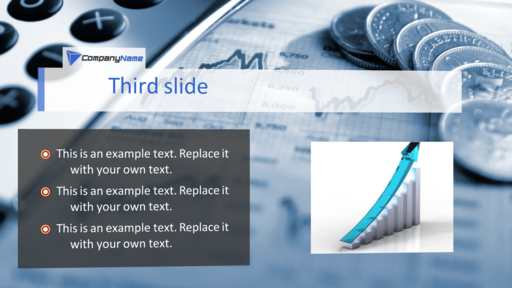 CompanyName
Third slide
This is an example text. Replace it
with your own text.
This is an example text. Replace it
with your own text.
This is an example text. Replace it
with your own text.